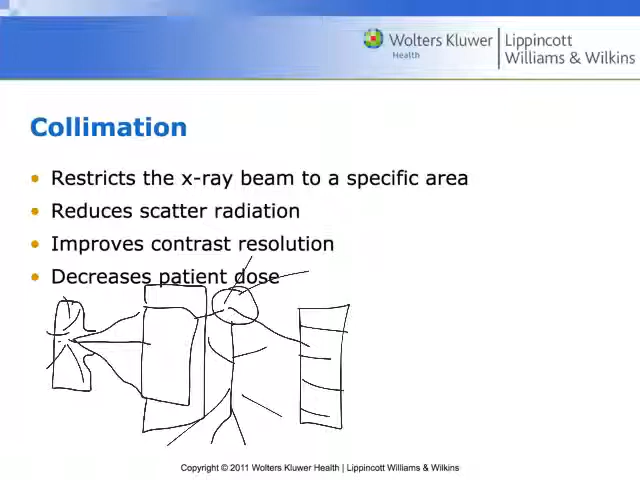 Wolters Kluwer
Health
Lippincott
Williams & Wilkins
Collimation
• Restricts the x-ray beam to a specific area
• Reduces scatter radiation
• Improves contrast resolution
• Decreases patient dose
Copyright © 2011 Wolters Kluwer Health | Lippincott Williams & Wilkins